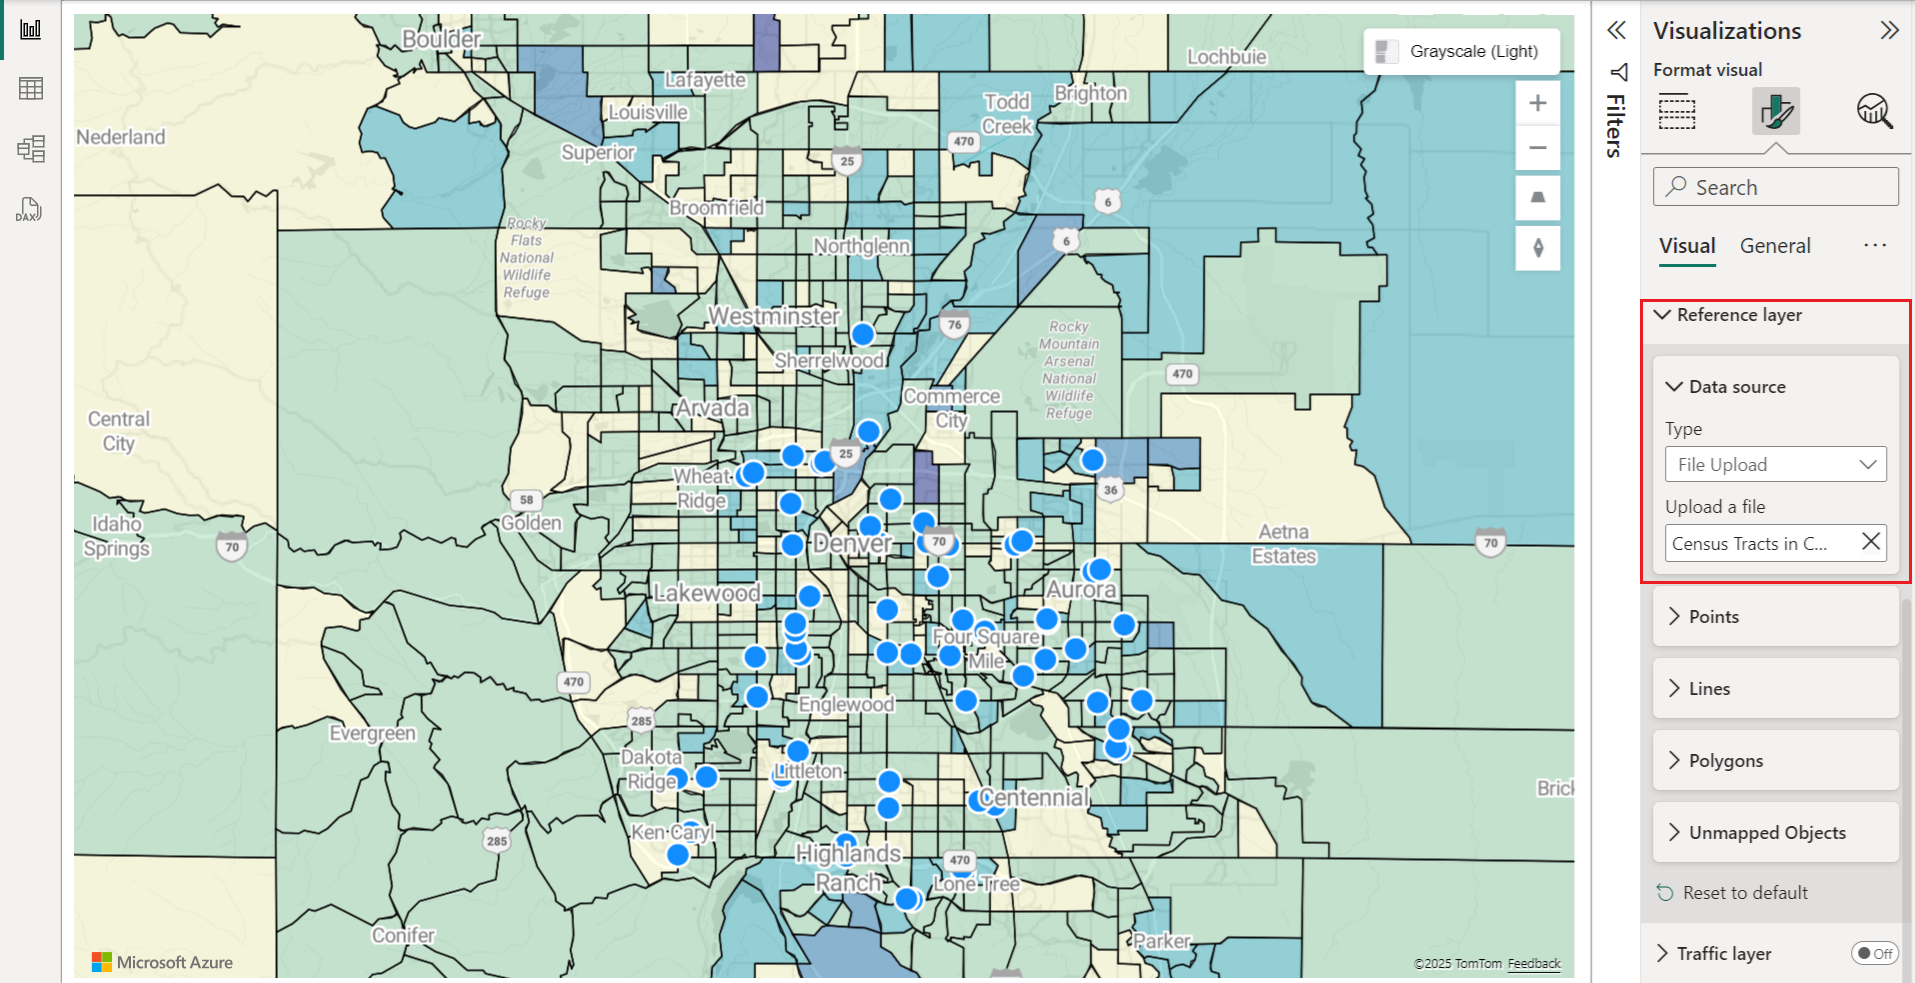 DAX
Boulder
Lochbuie
Lafayette
Louisville
Todd
Creek
Brighton
Nederland
Superior
470
25
6
Broomfield
Rocky
Flats
National
Wildlife
Refuge
Northglenn
6
Westminster
76
Sherrelwood
Rocky
Mountain
Arsenal
National
Wildlife
Refuge
470
Commerce
City
Arvada
Central
City
25
Wheat
Ridge
36
58
Golden
Idaho
Springs
70
Denver
70
Aetna
Estates
70
Lakewood
Aurora
Four Square
Mile
470
Englewood
285
Evergreen
Dakota
Ridge
Littleton
Centennial
Brick
Ken Caryl
285
Highlands
Ranch
470
Lone Tree
Conifer
Parker
Microsoft Azure
©2025 TomTom Feedback
Grayscale (Light)
+
−
Filters
Visualizations
Format visual
Search
Visual
General
...
Reference layer
Data source
Type
File Upload
Upload a file
Census Tracts in C...
Points
Lines
Polygons
Unmapped Objects
Reset to default
Traffic layer
Off